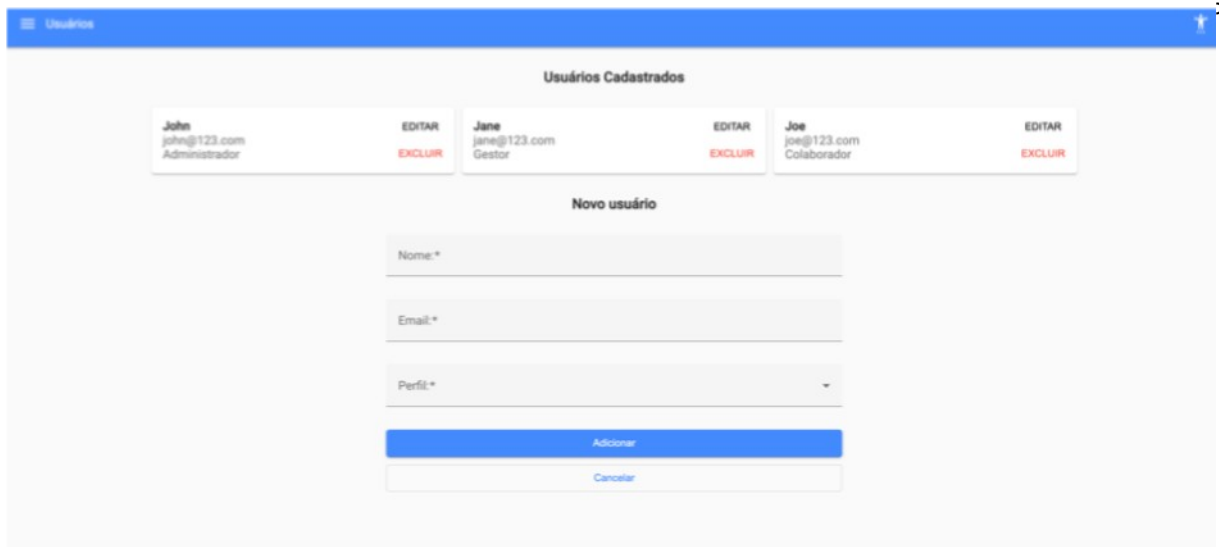 Usuários
Usuários Cadastrados
John
EDITAR
john@123.com
Administrador
EXCLUIR
Jane
EDITAR
jane@123.com
Gestor
EXCLUIR
Joe
EDITAR
joe@123.com
Colaborador
EXCLUIR
Novo usuário
Nome:*
Email:*
Perfil:*
Adicionar
Cancelar